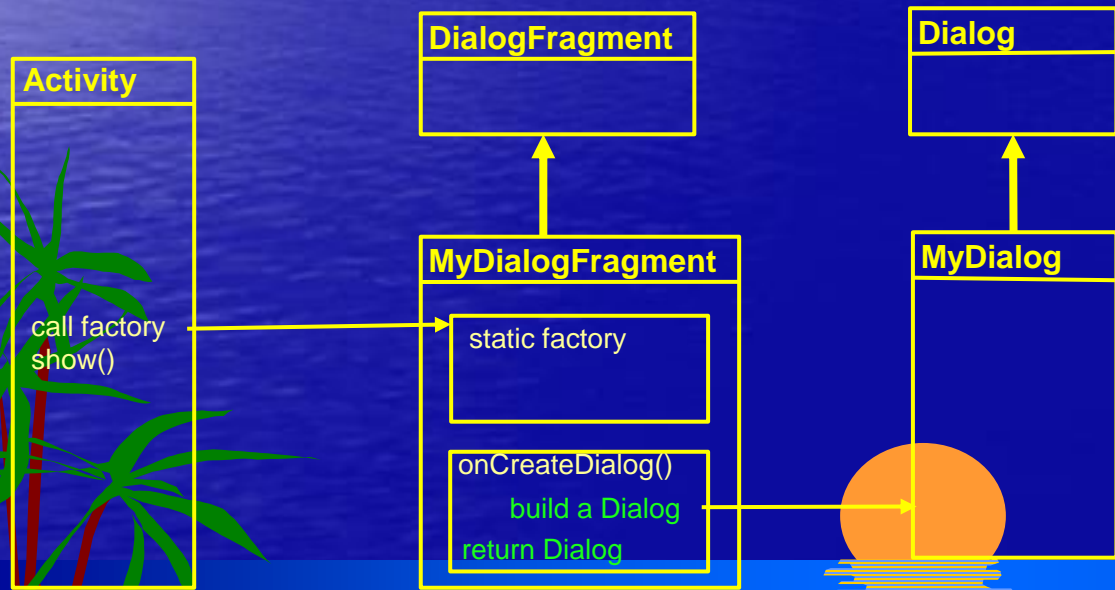 Activity
call factory
show()
DialogFragment
MyDialogFragment
static factory
onCreateDialog()
build a Dialog
return Dialog
Dialog
MyDialog